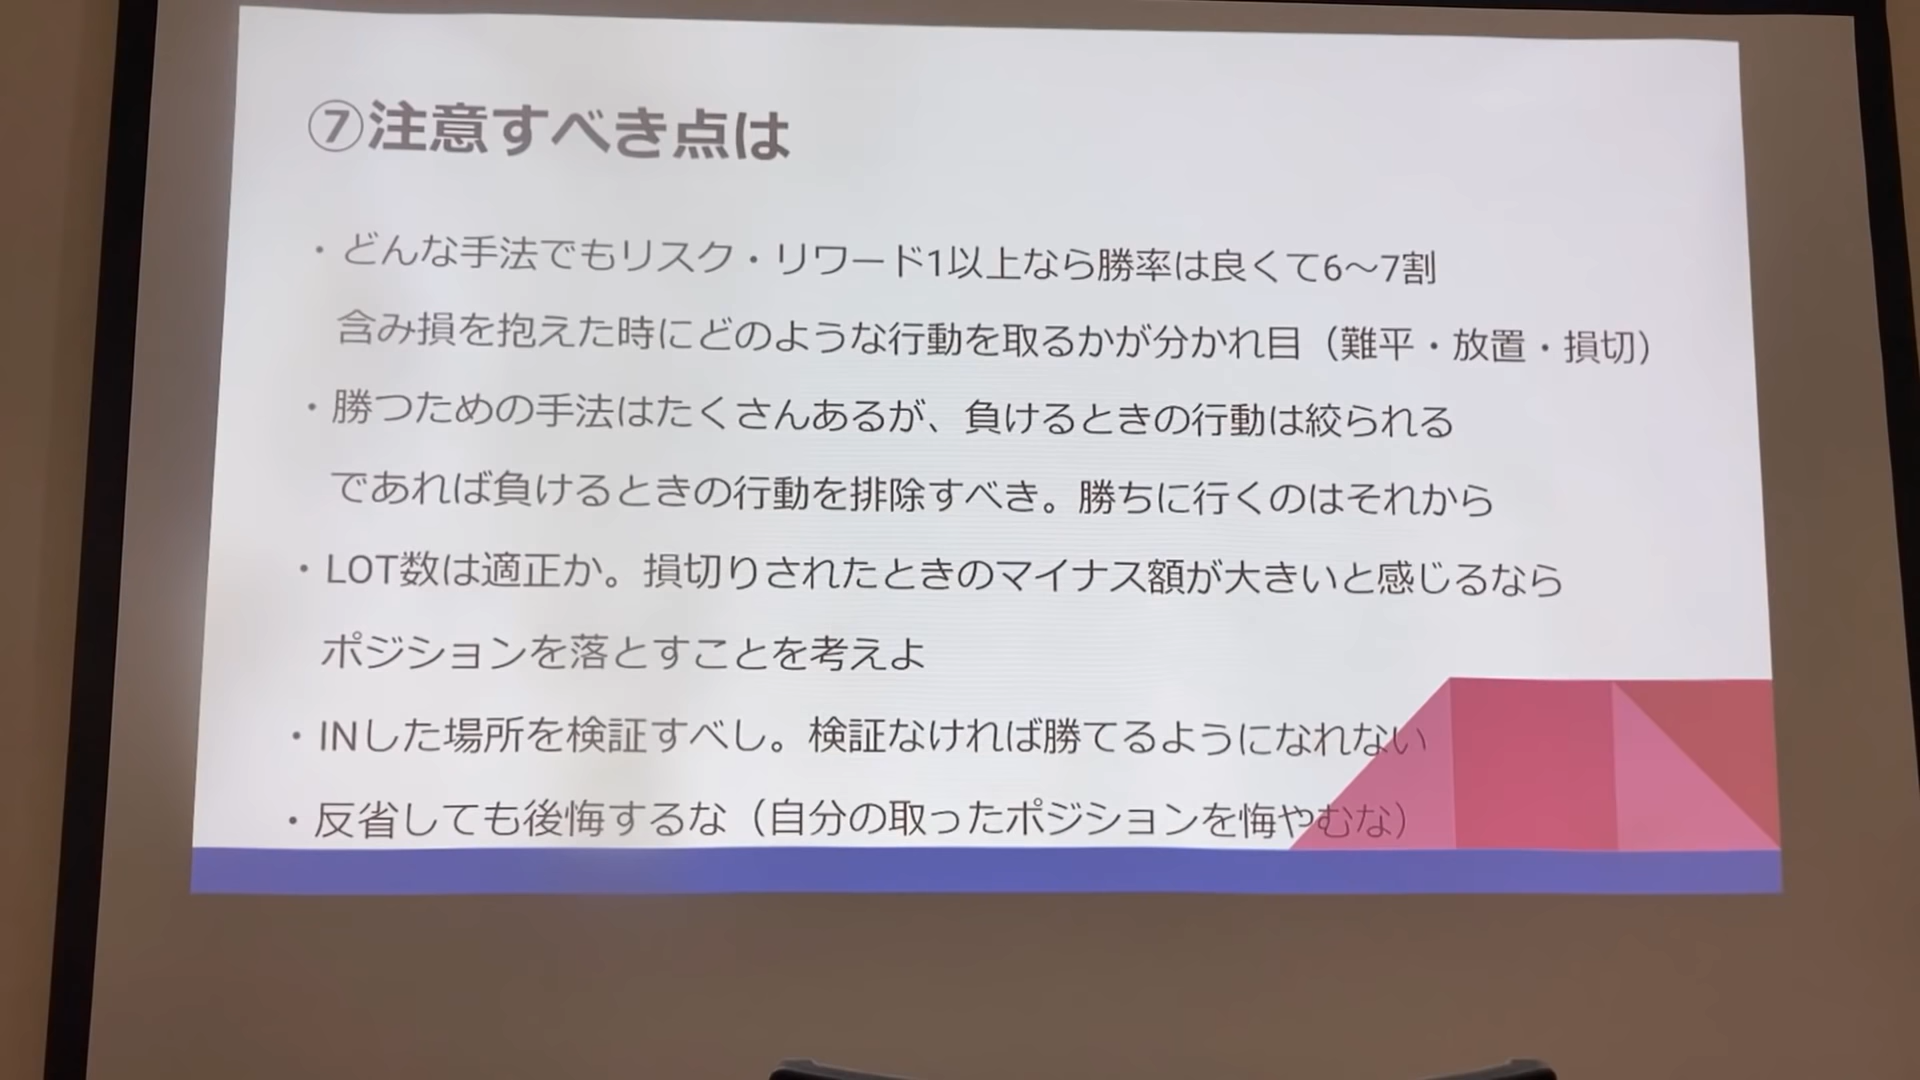 ⑦注意すべき点は
・どんな手法でもリスク・リワード1以上なら勝率は良くて6〜7割
含み損を抱えた時にどのような行動を取るかが分かれ目（難平・放置・損切）
・勝つための手法はたくさんあるが、負けるときの行動は絞られる
であれば負けるときの行動を排除すべき。勝ちに行くのはそれから
・LOT数は適正か。損切りされたときのマイナス額が大きいと感じるなら
ポジションを落とすことを考えよ
・INした場所を検証すべし。検証なければ勝てるようになれない
・反省しても後悔するな（自分の取ったポジションを悔やむな）